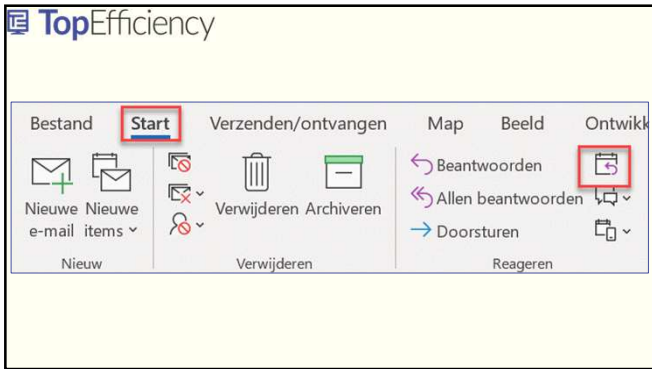 TopEfficiency
Bestand Start Verzenden/ontvangen Map Beeld Ontwikk
Beantwoorden
Nieuwe Nieuwe Verwijderen Archiveren Allen beantwoorden
e-mail items Doorsturen
Nieuw Verwijderen Reageren